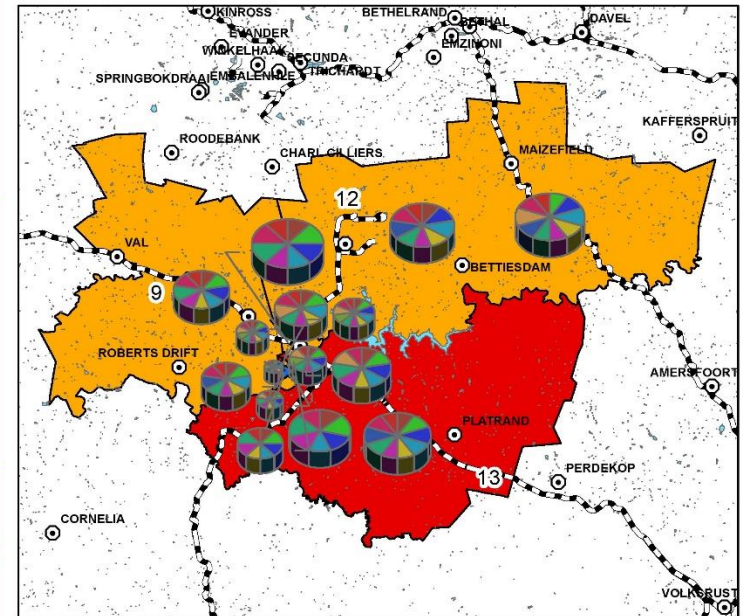 KINROSS
BETHELRAND
BETHAL
DAVEL
EVANDER
EMZINONI
WINKELHAAK
SECUNDA
SPRINGBOKDRAAI
EMBALENHLE
TRICHARDT
KAFFERSPRUIT
ROODEBANK
CHARL CILLIERS
MAIZEFIELD
12
VAL
BETTIESDAM
9
ROBERTS DRIFT
AMERSFOORT
PLATRAND
13
PERDEKOP
CORNELIA
VOLKSRUST